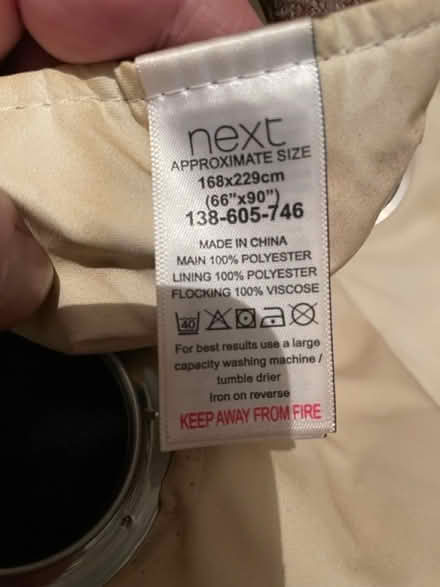 next
APPROXIMATE SIZE
168x229cm
(66"x90")
138-605-746
MADE IN CHINA
MAIN 100% POLYESTER
LINING 100% POLYESTER
FLOCKING 100% VISCOSE
40
For best results use a large
capacity washing machine /
tumble drier
Iron on reverse
KEEP AWAY FROM FIRE